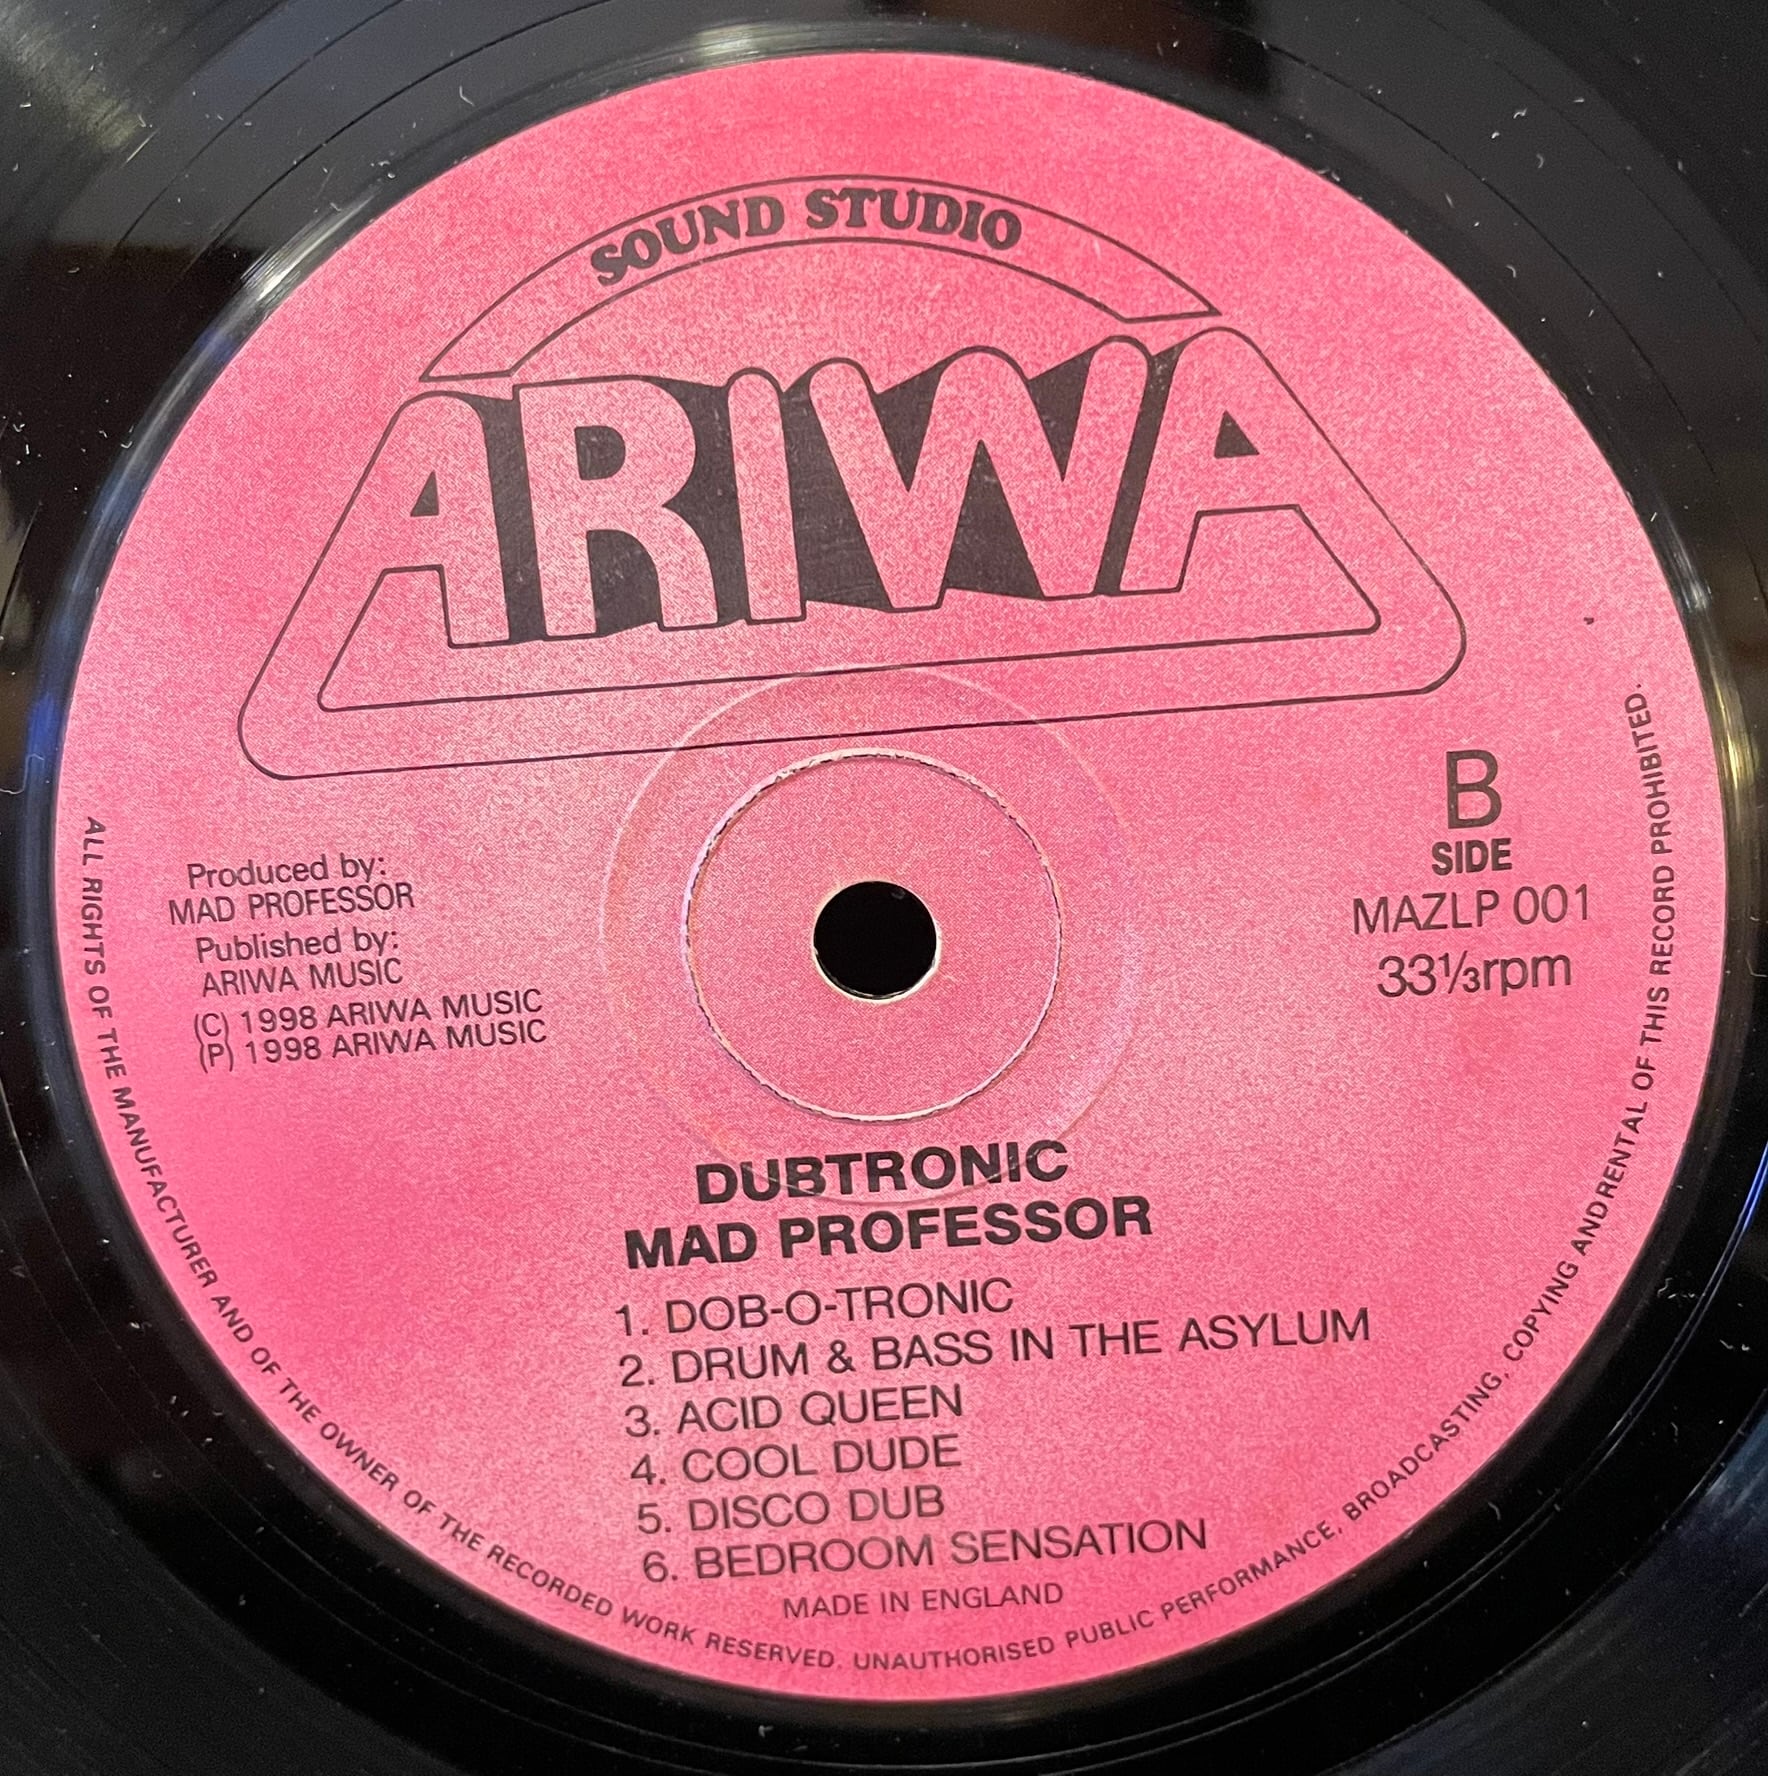 SOUND STUDIO
ARIWA
B
SIDE
MAZLP 001
33⅓rpm
Produced by:
MAD PROFESSOR
Published by:
ARIWA MUSIC
(C) 1998 ARIWA MUSIC
(P) 1998 ARIWA MUSIC
DUBTRONIC
MAD PROFESSOR
1. DOB-O-TRONIC
2. DRUM & BASS IN THE ASYLUM
3. ACID QUEEN
4. COOL DUDE
5. DISCO DUB
6. BEDROOM SENSATION
MADE IN ENGLAND
ALL RIGHTS OF THE MANUFACTURER AND OF THE OWNER OF THE RECORDED WORK RESERVED. UNAUTHORISED PUBLIC PERFORMANCE, BROADCASTING, COPYING ANDRENTAL OF THIS RECORD PROHIBITED.